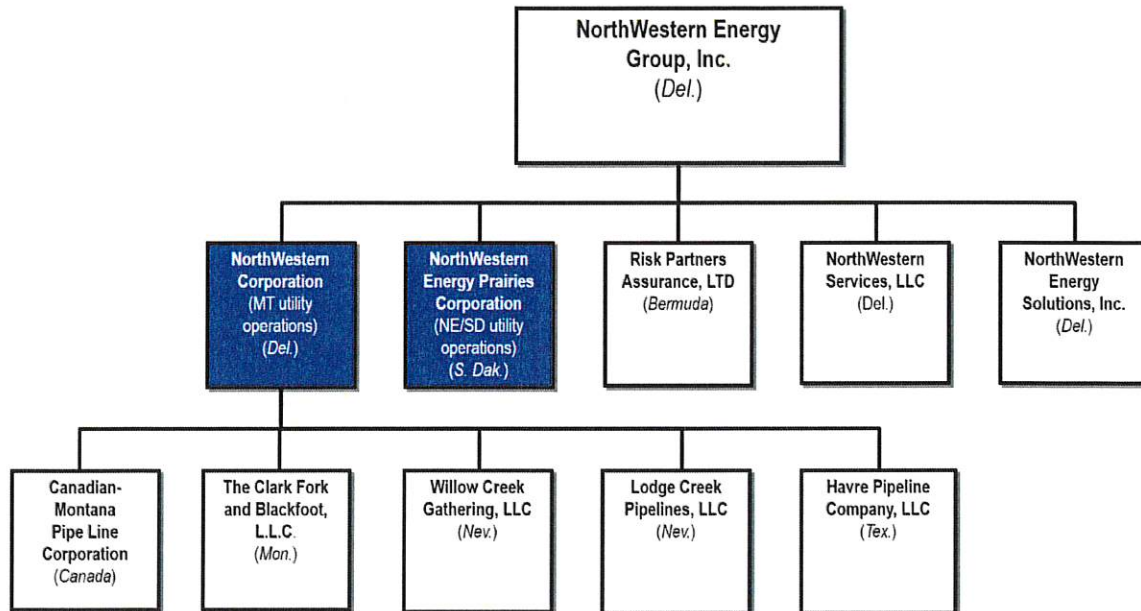 NorthWestern Energy
Group, Inc.
(Del.)
NorthWestern
Corporation
(MT utility
operations)
(Del.)
NorthWestern
Energy Prairies
Corporation
(NE/SD utility
operations)
(S. Dak.)
Risk Partners
Assurance, LTD
(Bermuda)
NorthWestern
Services, LLC
(Del.)
NorthWestern
Energy
Solutions, Inc.
(Del.)
Canadian-
Montana
Pipe Line
Corporation
(Canada)
The Clark Fork
and Blackfoot,
L.L.C.
(Mon.)
Willow Creek
Gathering, LLC
(Nev.)
Lodge Creek
Pipelines, LLC
(Nev.)
Havre Pipeline
Company, LLC
(Tex.)